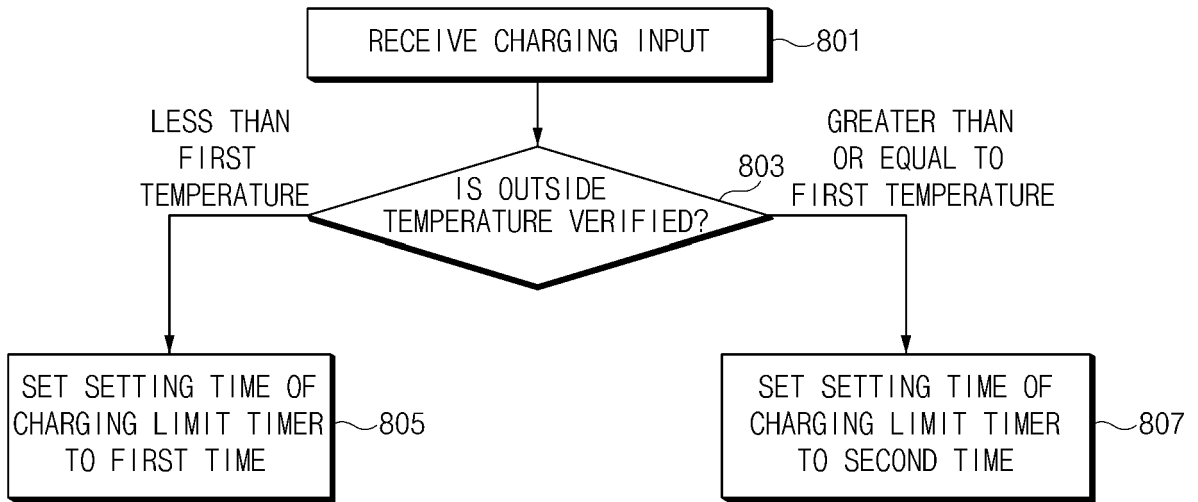 RECEIVE CHARGING INPUT
801
LESS THAN
FIRST
TEMPERATURE
GREATER THAN
OR EQUAL TO
FIRST TEMPERATURE
803
IS OUTSIDE
TEMPERATURE VERIFIED?
SET SETTING TIME OF
CHARGING LIMIT TIMER
TO FIRST TIME
805
SET SETTING TIME OF
CHARGING LIMIT TIMER
TO SECOND TIME
807